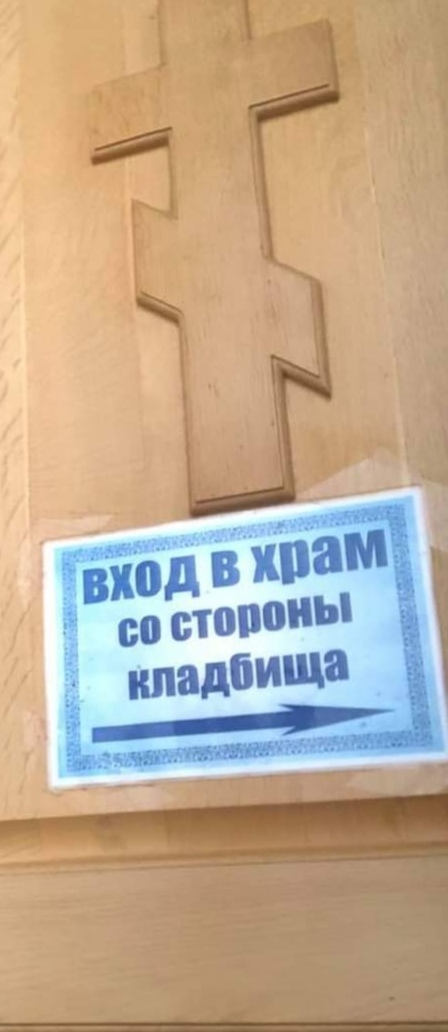 вход в храм
со стороны
кладбища